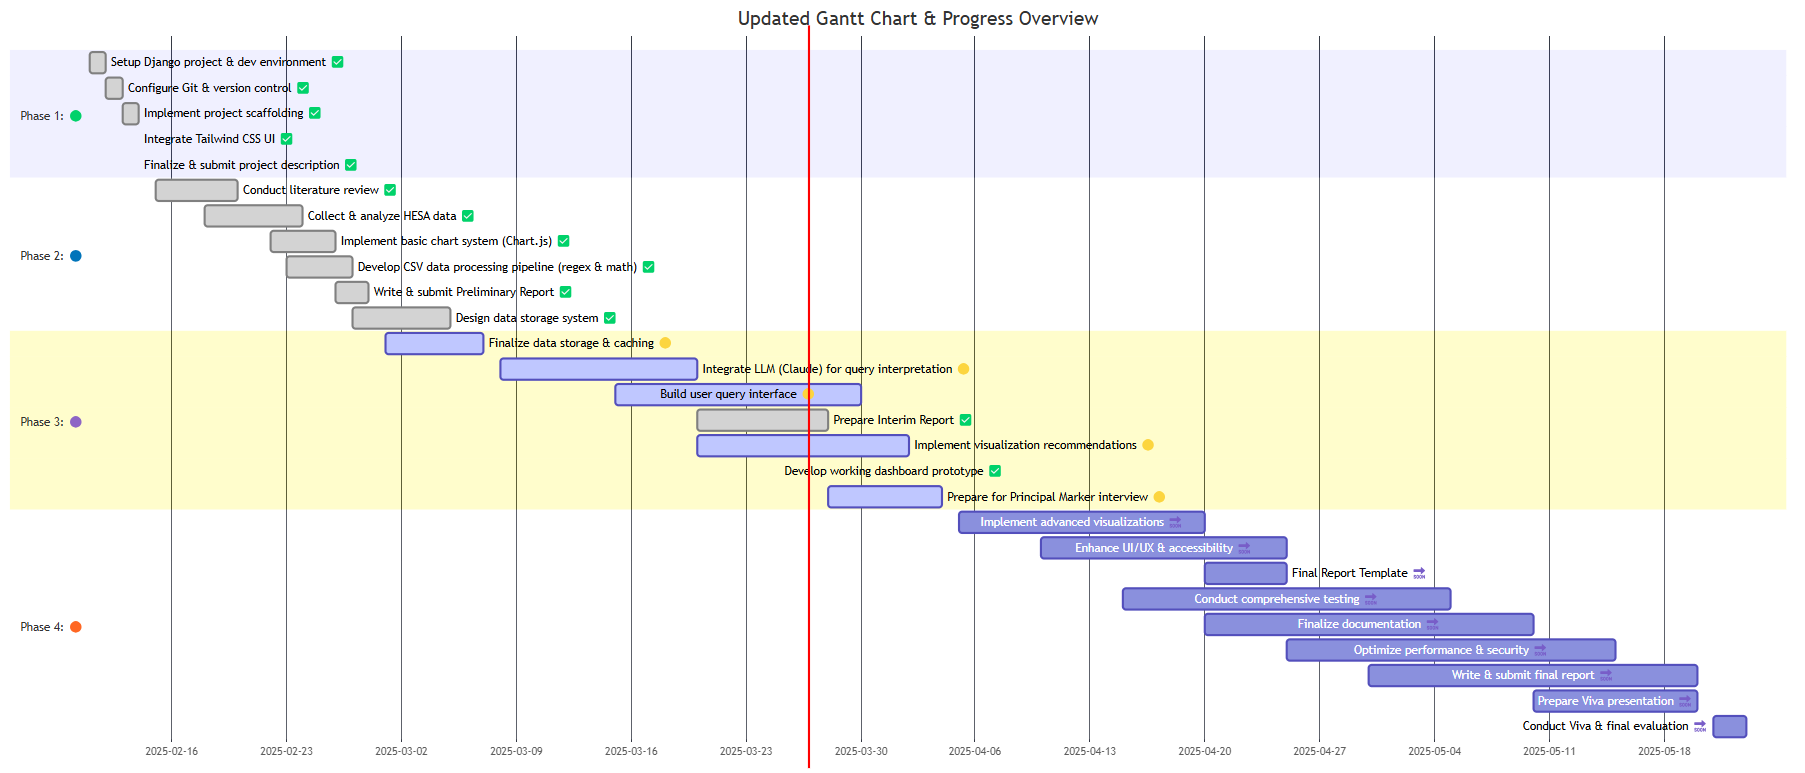 Updated Gantt Chart & Progress Overview
Phase 1:
Setup Django project & dev environment ✅
Configure Git & version control ✅
Implement project scaffolding ✅
Integrate Tailwind CSS UI ✅
Finalize & submit project description ✅
Phase 2:
Conduct literature review ✅
Collect & analyze HESA data ✅
Implement basic chart system (Chart.js) ✅
Develop CSV data processing pipeline (regex & math) ✅
Write & submit Preliminary Report ✅
Design data storage system ✅
Phase 3:
Finalize data storage & caching
Integrate LLM (Claude) for query interpretation
Build user query interface
Prepare Interim Report ✅
Implement visualization recommendations
Develop working dashboard prototype ✅
Prepare for Principal Marker interview
Phase 4:
Implement advanced visualizations 🔜
Enhance UI/UX & accessibility 🔜
Final Report Template 🔜
Conduct comprehensive testing 🔜
Finalize documentation 🔜
Optimize performance & security 🔜
Write & submit final report 🔜
Prepare Viva presentation 🔜
Conduct Viva & final evaluation 🔜
2025-02-16 2025-02-23 2025-03-02 2025-03-09 2025-03-16 2025-03-23 2025-03-30 2025-04-06 2025-04-13 2025-04-20 2025-04-27 2025-05-04 2025-05-11 2025-05-18